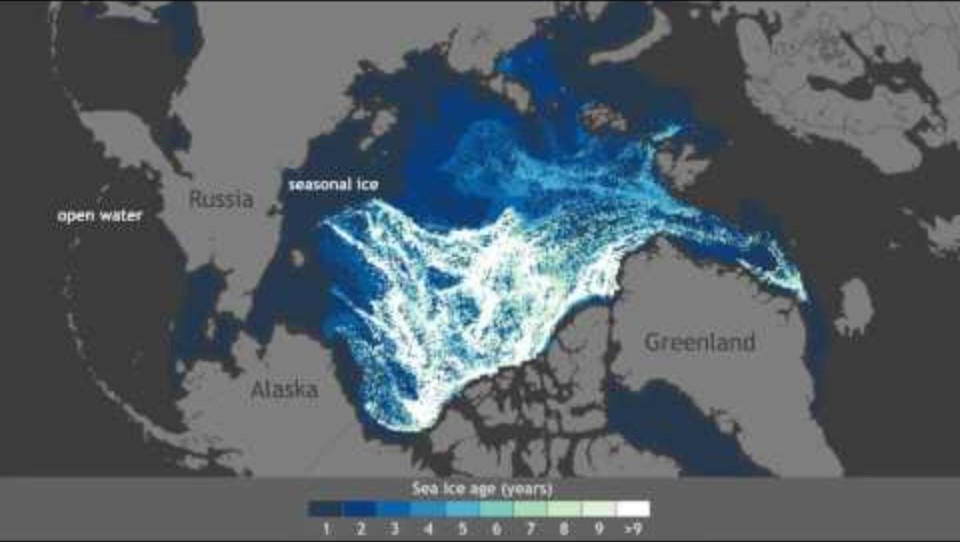 seasonal ice
Russia
open water
Greenland
Alaska
Sea ice age (years)
1 2 3 4 5 6 7 8 9 >9